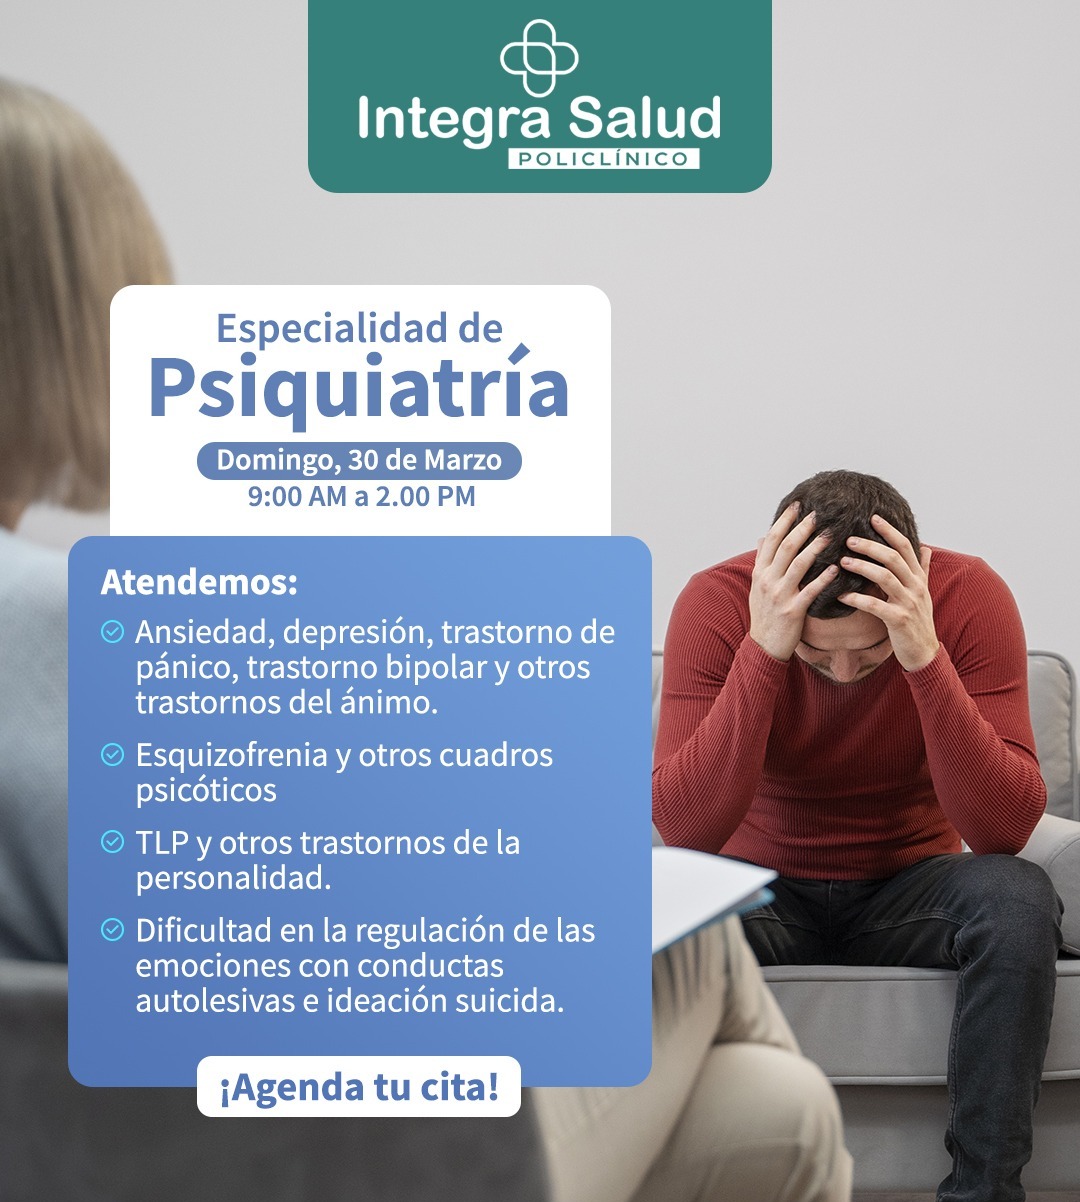 Integra Salud
POLICLÍNICO
Especialidad de
Psiquiatría
Domingo, 30 de Marzo
9:00 AM a 2.00 PM
Atendemos:
Ansiedad, depresión, trastorno de
pánico, trastorno bipolar y otros
trastornos del ánimo.
Esquizofrenia y otros cuadros
psicóticos
TLP y otros trastornos de la
personalidad.
Dificultad en la regulación de las
emociones con conductas
autolesivas e ideación suicida.
¡Agenda tu cita!